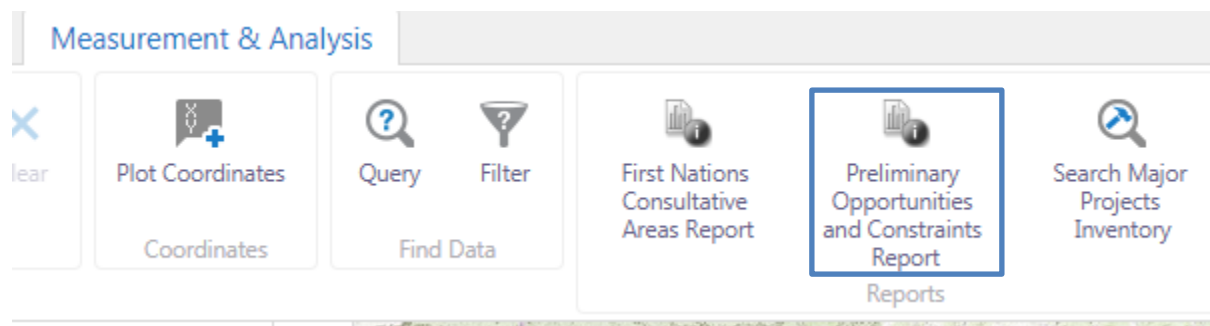 Measurement & Analysis
Plot Coordinates
Coordinates
Query
Filter
Find Data
First Nations
Consultative
Areas Report
Preliminary
Opportunities
and Constraints
Report
Search Major
Projects
Inventory
Reports